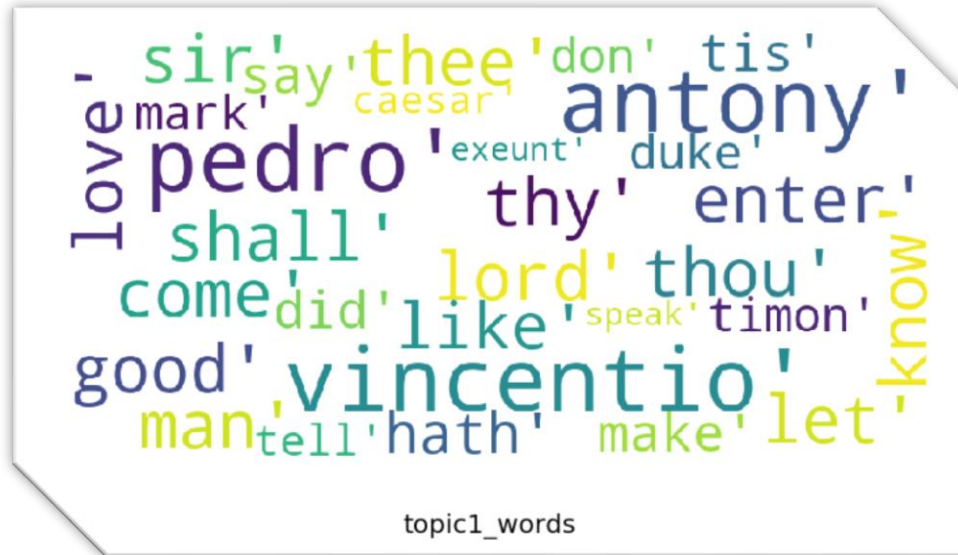 sir' say' thee' don' tis'
love' mark' caesar' antony'
pedro' exeunt' duke'
thy' enter'
shall' lord' thou' know'
come' did' like' speak' timon'
good' vincentio'
man' tell' hath' make' let'
topic1_words